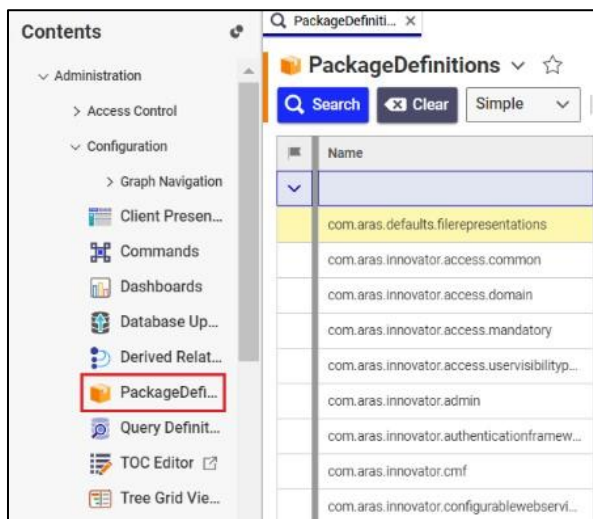 Contents
Administration
Access Control
Configuration
Graph Navigation
Client Presen...
Commands
Dashboards
Database Up...
Derived Relat...
PackageDefi...
Query Definit...
TOC Editor
Tree Grid Vie...
PackageDefiniti...
PackageDefinitions
Search Clear Simple
Name
com.aras.defaults.filerepresentations
com.aras.innovator.access.common
com.aras.innovator.access.domain
com.aras.innovator.access.mandatory
com.aras.innovator.access.uservisibilityp...
com.aras.innovator.admin
com.aras.innovator.authenticationframew...
com.aras.innovator.cmf
com.aras.innovator.configurablewebservi...